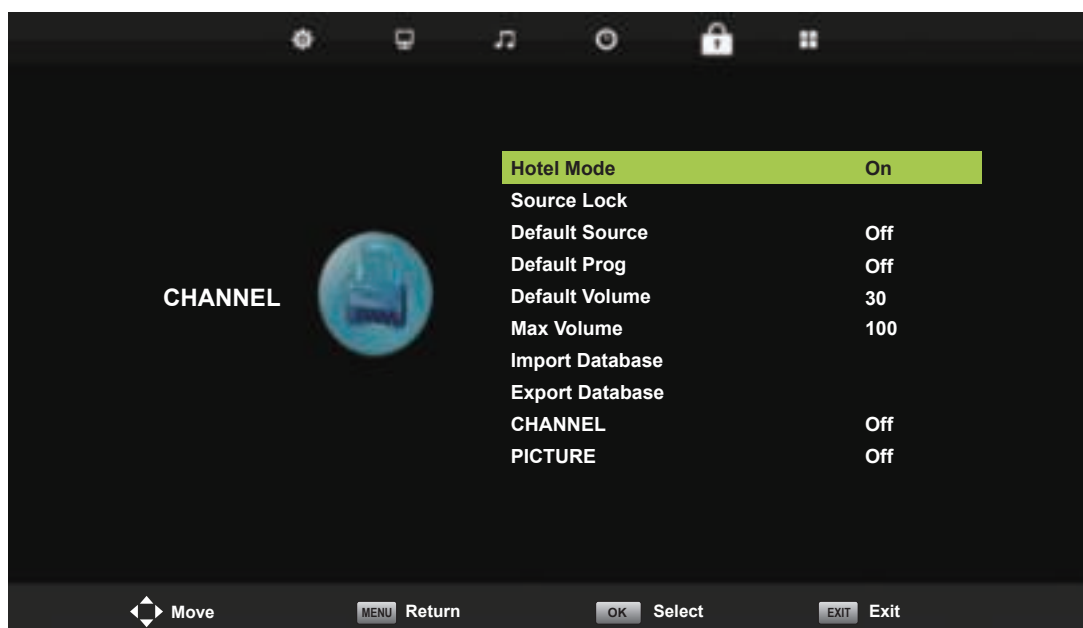 Hotel Mode On
Source Lock
Default Source Off
Default Prog Off
CHANNEL
Default Volume 30
Max Volume 100
Import Database
Export Database
CHANNEL Off
PICTURE Off
Move MENU Return OK Select EXIT Exit